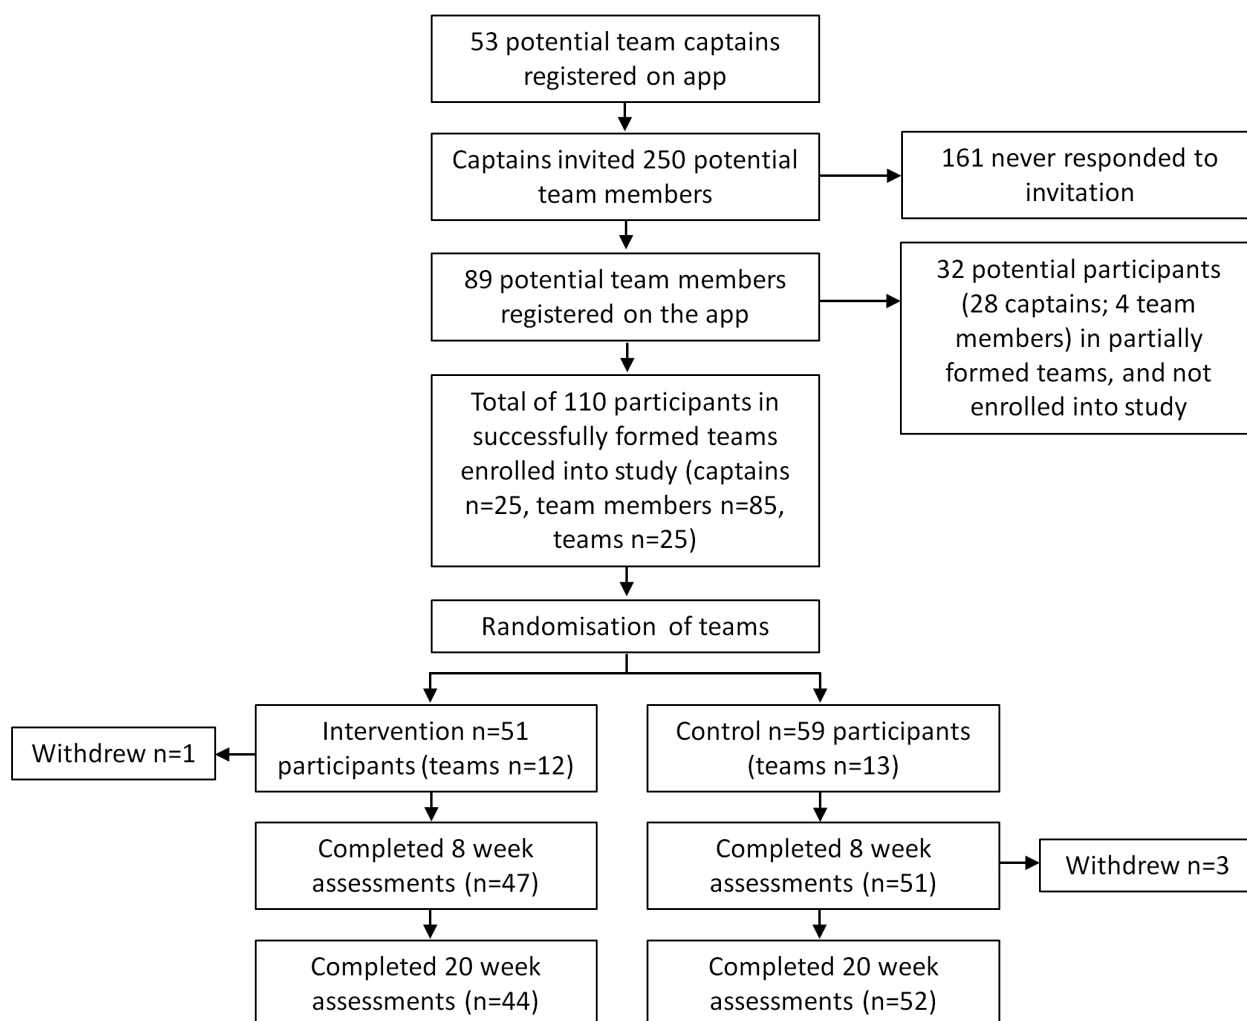 53 potential team captains
registered on app
Captains invited 250 potential
team members
161 never responded to
invitation
89 potential team members
registered on the app
32 potential participants
(28 captains; 4 team
members) in partially
formed teams, and not
enrolled into study
Total of 110 participants in
successfully formed teams
enrolled into study (captains
n=25, team members n=85,
teams n=25)
Randomisation of teams
Withdrew n=1
Intervention n=51
participants (teams n=12)
Control n=59 participants
(teams n=13)
Completed 8 week
assessments (n=47)
Completed 8 week
assessments (n=51)
Withdrew n=3
Completed 20 week
assessments (n=44)
Completed 20 week
assessments (n=52)